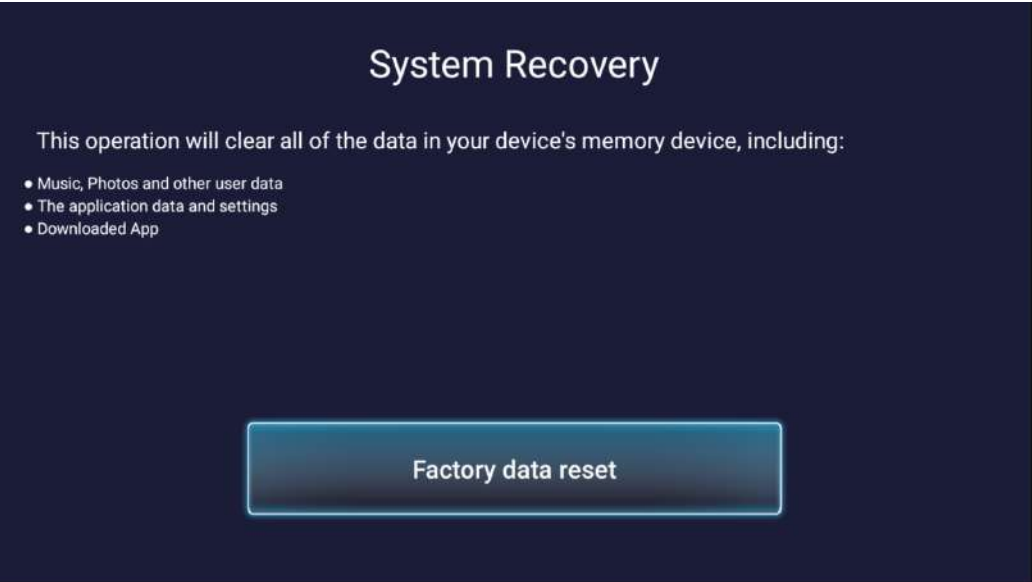 System Recovery
This operation will clear all of the data in your device's memory device, including:
● Music, Photos and other user data
● The application data and settings
● Downloaded App
Factory data reset